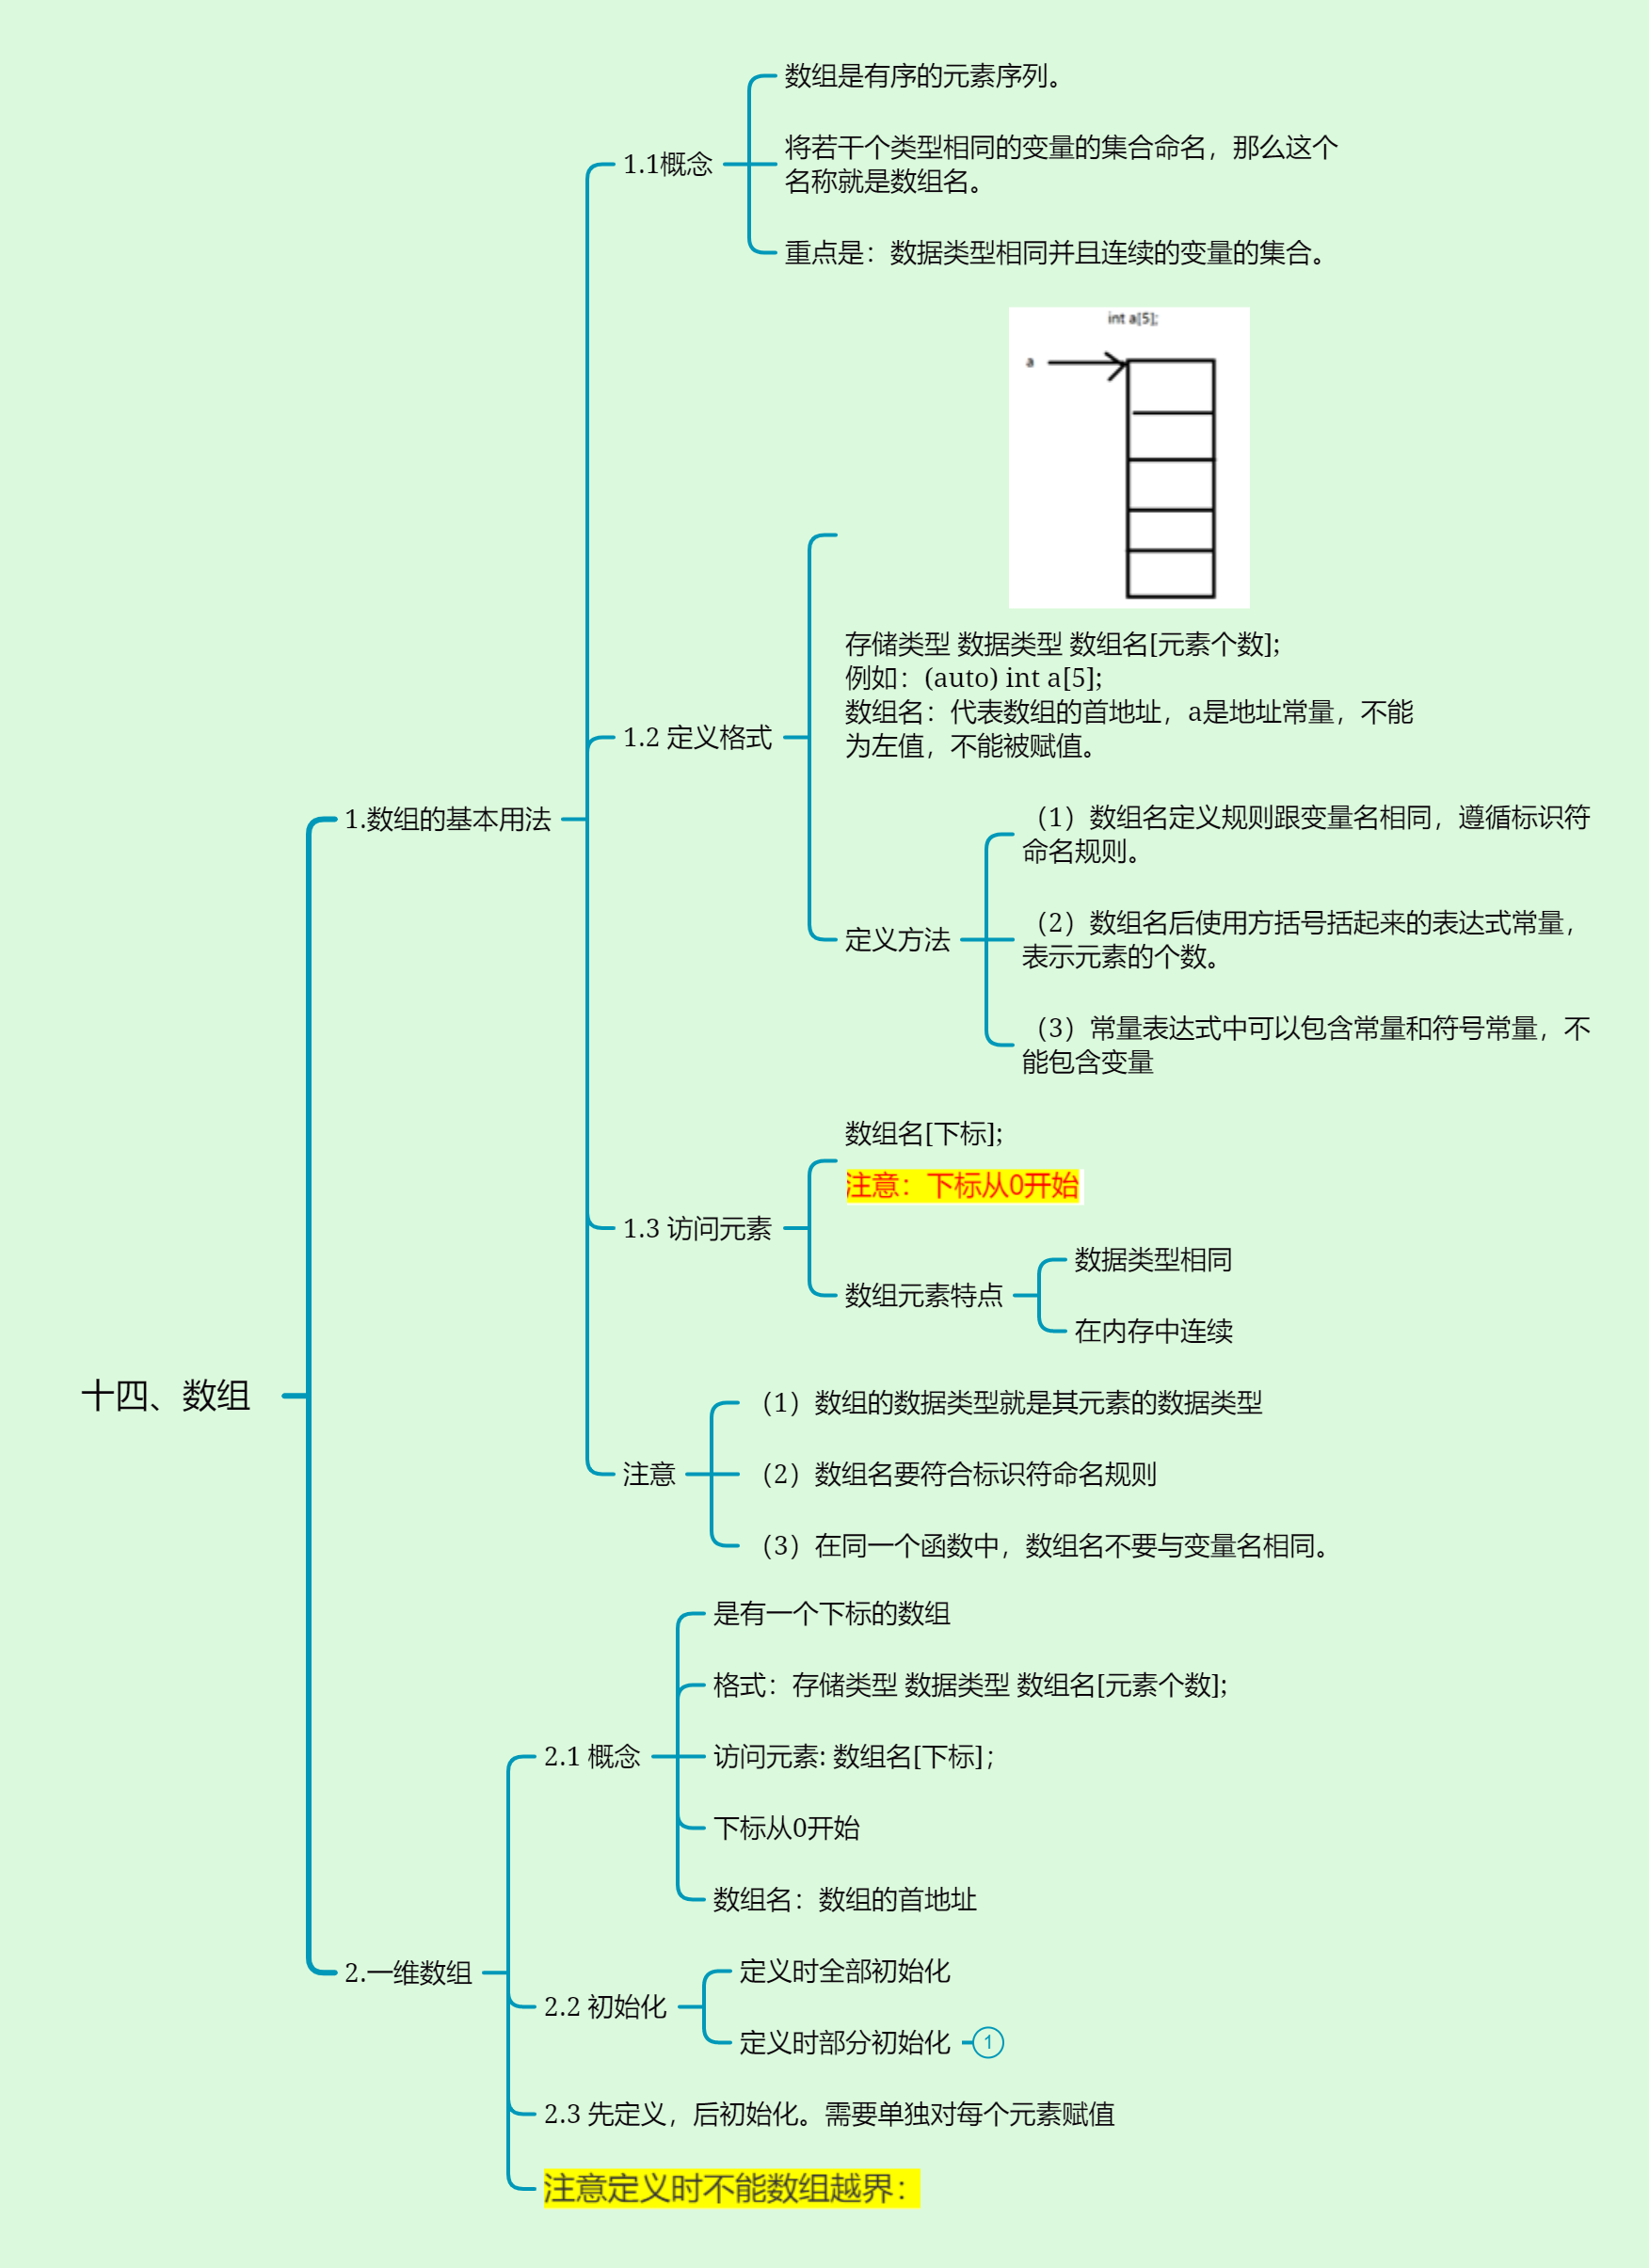 数组是有序的元素序列。
1.1概念
将若干个类型相同的变量的集合命名，那么这个
名称就是数组名。
重点是：数据类型相同并且连续的变量的集合。
int a[5];
a
存储类型 数据类型 数组名[元素个数];
例如：(auto) int a[5];
数组名：代表数组的首地址，a是地址常量，不能
为左值，不能被赋值。
1.2 定义格式
1.数组的基本用法
（1）数组名定义规则跟变量名相同，遵循标识符
命名规则。
定义方法
（2）数组名后使用方括号括起来的表达式常量，
表示元素的个数。
（3）常量表达式中可以包含常量和符号常量，不
能包含变量
数组名[下标];
注意：下标从0开始
1.3 访问元素
数组元素特点
数据类型相同
在内存中连续
十四、数组
注意
（1）数组的数据类型就是其元素的数据类型
（2）数组名要符合标识符命名规则
（3）在同一个函数中，数组名不要与变量名相同。
2.一维数组
2.1 概念
是有一个下标的数组
格式：存储类型 数据类型 数组名[元素个数];
访问元素: 数组名[下标]；
下标从0开始
数组名：数组的首地址
2.2 初始化
定义时全部初始化
定义时部分初始化
1
2.3 先定义，后初始化。需要单独对每个元素赋值
注意定义时不能数组越界：